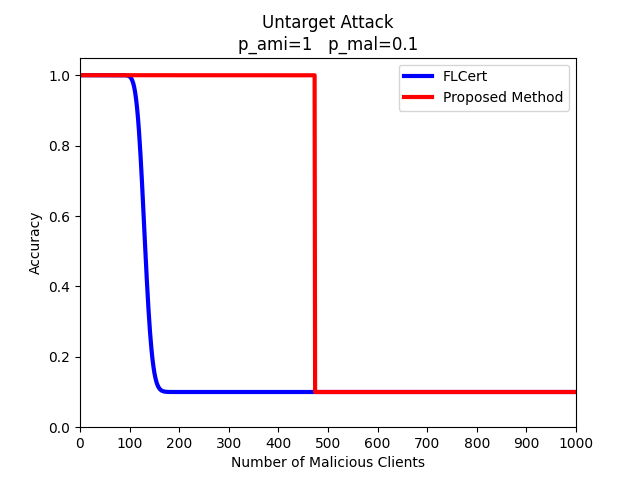 Untarget Attack
p_ami=1 p_mal=0.1
FLCert
Proposed Method
Accuracy
1.0
0.8
0.6
0.4
0.2
0.0
0 100 200 300 400 500 600 700 800 900 1000
Number of Malicious Clients